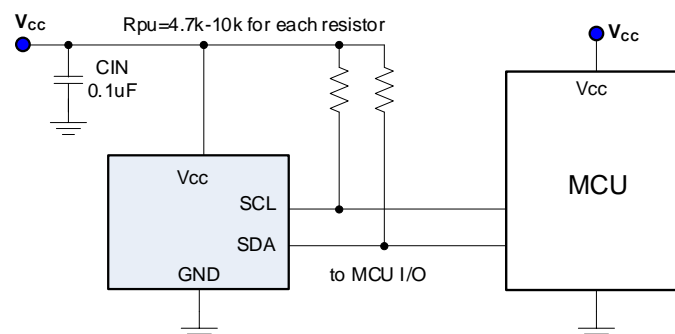 Vcc
Rpu=4.7k-10k for each resistor
Vcc
CIN
0.1uF
Vcc
Vcc
MCU
SCL
SDA
GND
to MCU I/O